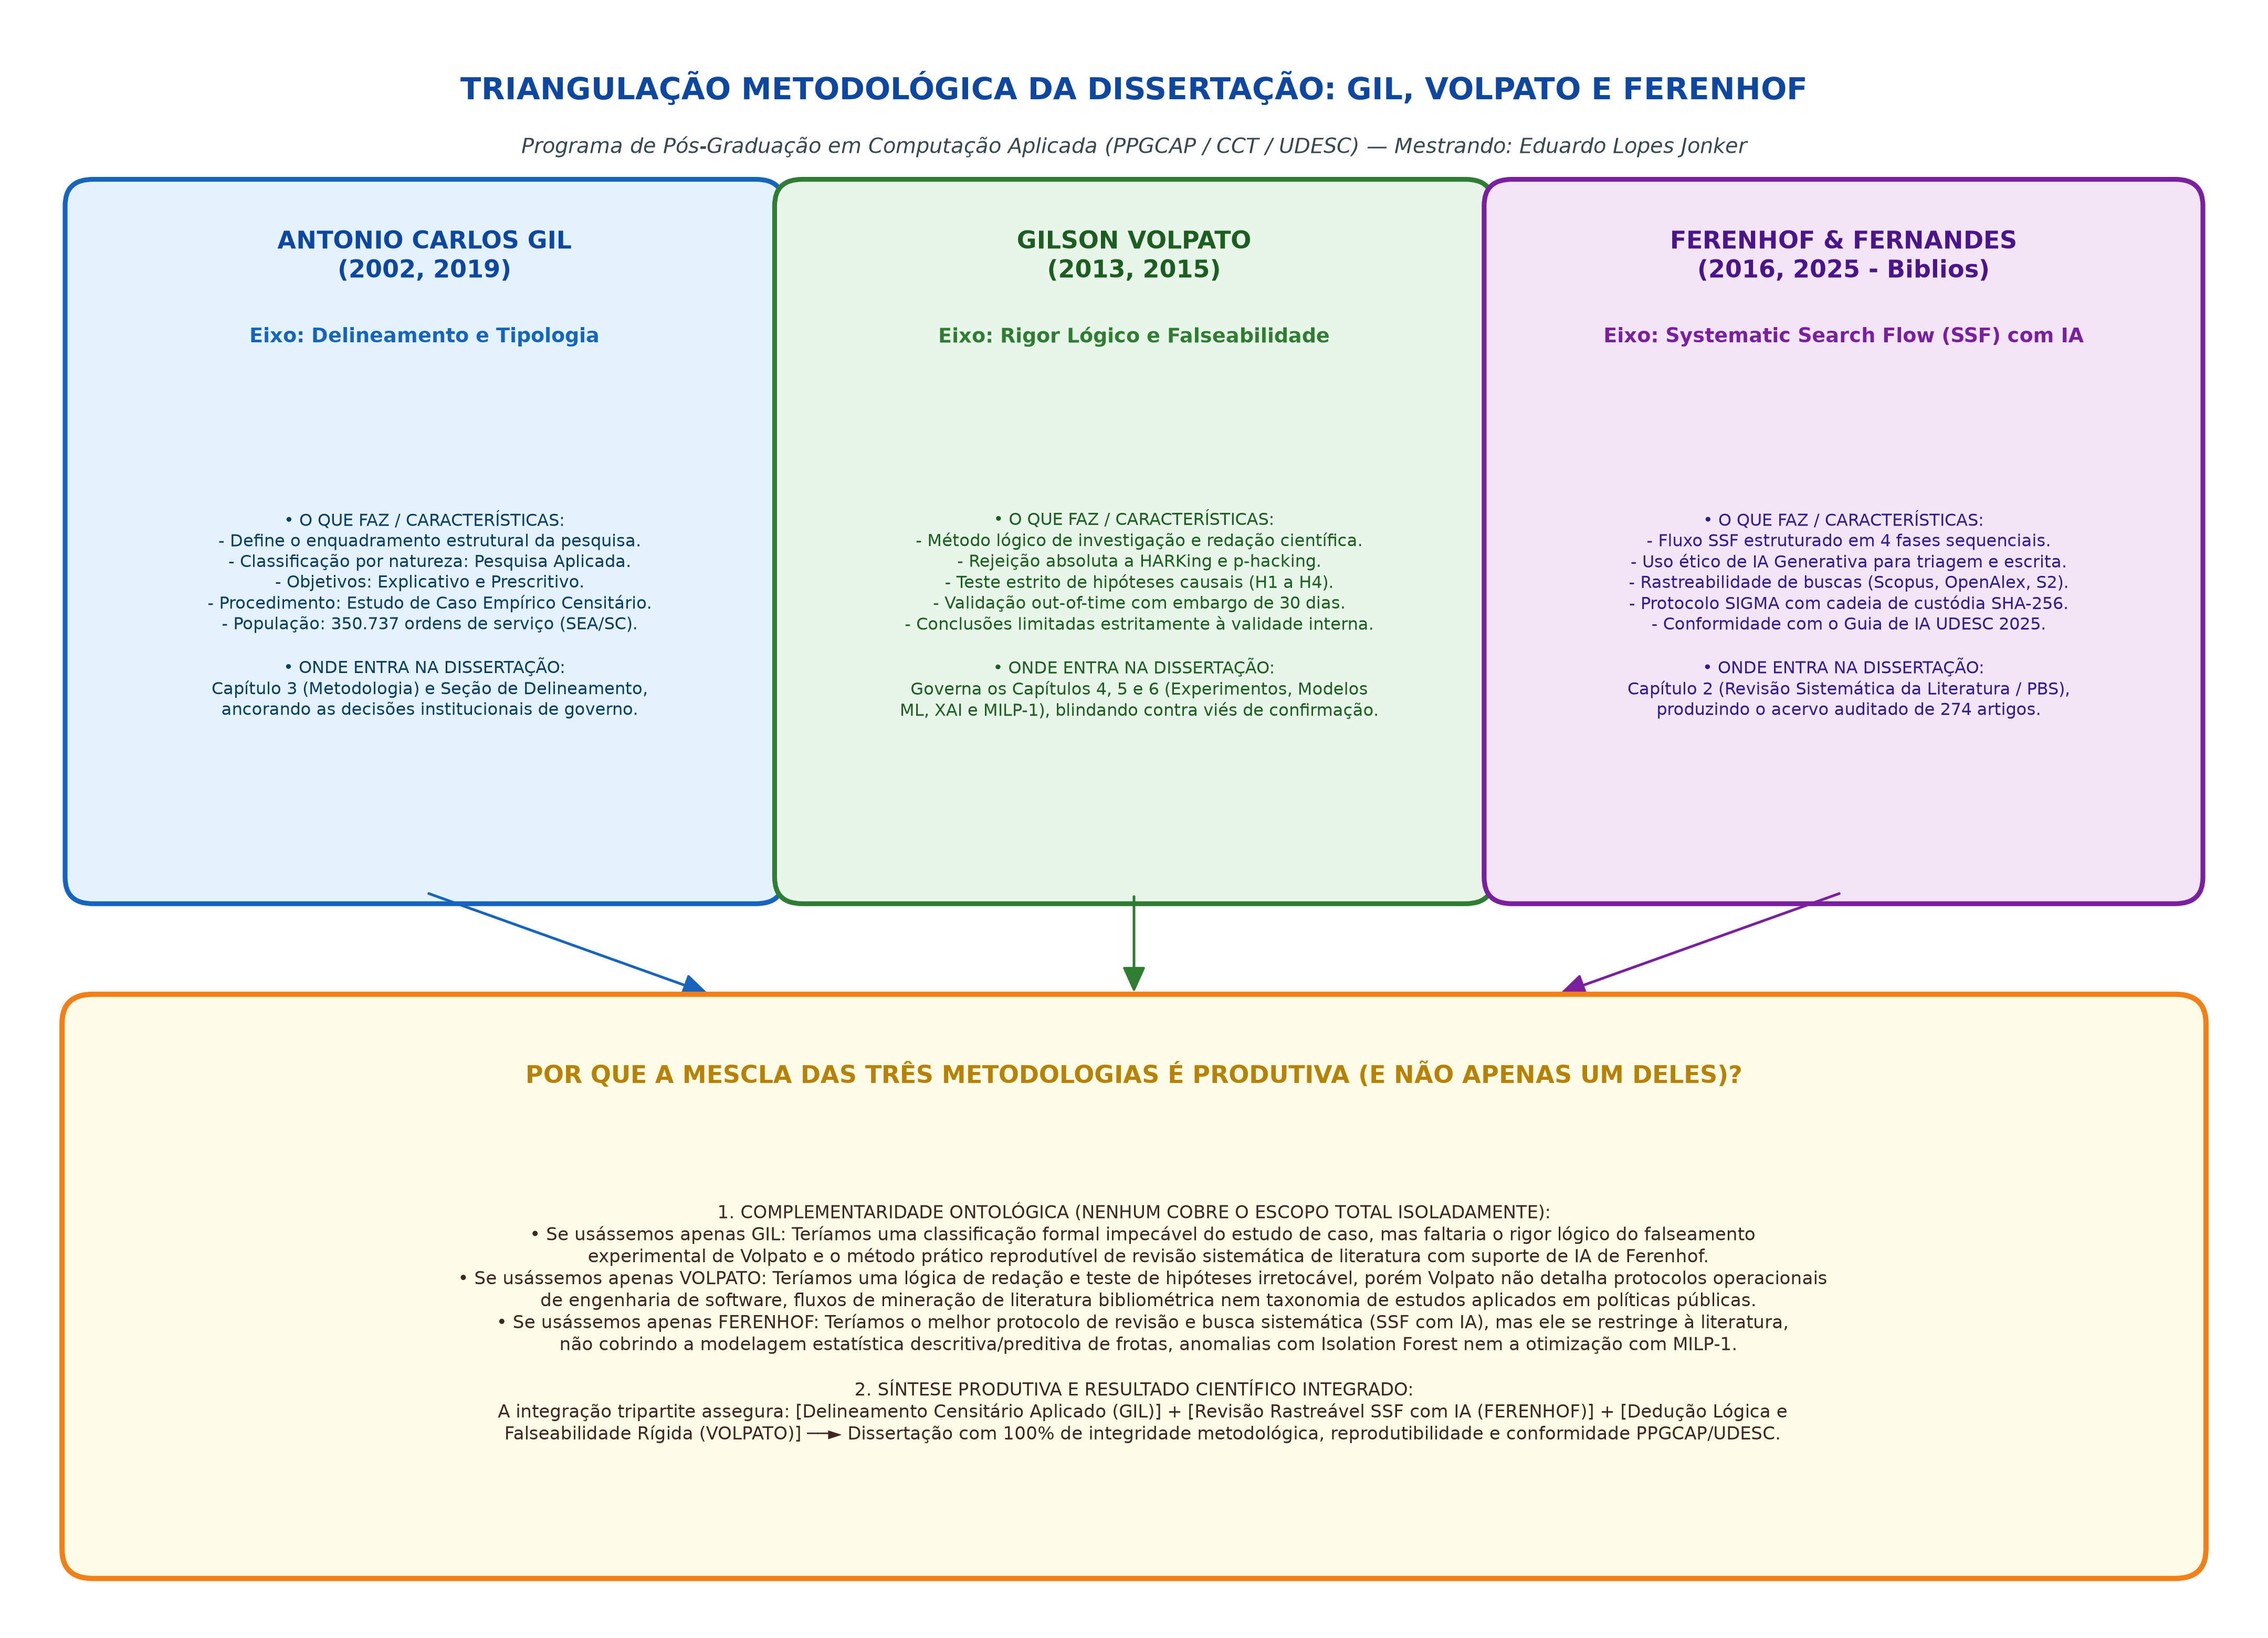 TRIANGULAÇÃO METODOLÓGICA DA DISSERTAÇÃO: GIL, VOLPATO E FERENHOF
Programa de Pós-Graduação em Computação Aplicada (PPGCAP / CCT / UDESC) — Mestrando: Eduardo Lopes Jonker
ANTONIO CARLOS GIL
(2002, 2019)
Eixo: Delineamento e Tipologia
• O QUE FAZ / CARACTERÍSTICAS:
- Define o enquadramento estrutural da pesquisa.
- Classificação por natureza: Pesquisa Aplicada.
- Objetivos: Explicativo e Prescritivo.
- Procedimento: Estudo de Caso Empírico Censitário.
- População: 350.737 ordens de serviço (SEA/SC).
• ONDE ENTRA NA DISSERTAÇÃO:
Capítulo 3 (Metodologia) e Seção de Delineamento,
ancorando as decisões institucionais de governo.
GILSON VOLPATO
(2013, 2015)
Eixo: Rigor Lógico e Falseabilidade
• O QUE FAZ / CARACTERÍSTICAS:
- Método lógico de investigação e redação científica.
- Rejeição absoluta a HARKing e p-hacking.
- Teste estrito de hipóteses causais (H1 a H4).
- Validação out-of-time com embargo de 30 dias.
- Conclusões limitadas estritamente à validade interna.
• ONDE ENTRA NA DISSERTAÇÃO:
Governa os Capítulos 4, 5 e 6 (Experimentos, Modelos
ML, XAI e MILP-1), blindando contra viés de confirmação.
FERENHOF & FERNANDES
(2016, 2025 - Biblios)
Eixo: Systematic Search Flow (SSF) com IA
• O QUE FAZ / CARACTERÍSTICAS:
- Fluxo SSF estruturado em 4 fases sequenciais.
- Uso ético de IA Generativa para triagem e escrita.
- Rastreabilidade de buscas (Scopus, OpenAlex, S2).
- Protocolo SIGMA com cadeia de custódia SHA-256.
- Conformidade com o Guia de IA UDESC 2025.
• ONDE ENTRA NA DISSERTAÇÃO:
Capítulo 2 (Revisão Sistemática da Literatura / PBS),
produzindo o acervo auditado de 274 artigos.
POR QUE A MESCLA DAS TRÊS METODOLOGIAS É PRODUTIVA (E NÃO APENAS UM DELES)?
1. COMPLEMENTARIDADE ONTOLÓGICA (NENHUM COBRE O ESCOPO TOTAL ISOLADAMENTE):
• Se usássemos apenas GIL: Teríamos uma classificação formal impecável do estudo de caso, mas faltaria o rigor lógico do falseamento
experimental de Volpato e o método prático reprodutível de revisão sistemática de literatura com suporte de IA de Ferenhof.
• Se usássemos apenas VOLPATO: Teríamos uma lógica de redação e teste de hipóteses irretocável, porém Volpato não detalha protocolos operacionais
de engenharia de software, fluxos de mineração de literatura bibliométrica nem taxonomia de estudos aplicados em políticas públicas.
• Se usássemos apenas FERENHOF: Teríamos o melhor protocolo de revisão e busca sistemática (SSF com IA), mas ele se restringe à literatura,
não cobrindo a modelagem estatística descritiva/preditiva de frotas, anomalias com Isolation Forest nem a otimização com MILP-1.
2. SÍNTESE PRODUTIVA E RESULTADO CIENTÍFICO INTEGRADO:
A integração tripartite assegura: [Delineamento Censitário Aplicado (GIL)] + [Revisão Rastreável SSF com IA (FERENHOF)] + [Dedução Lógica e
Falseabilidade Rígida (VOLPATO)] ──► Dissertação com 100% de integridade metodológica, reprodutibilidade e conformidade PPGCAP/UDESC.